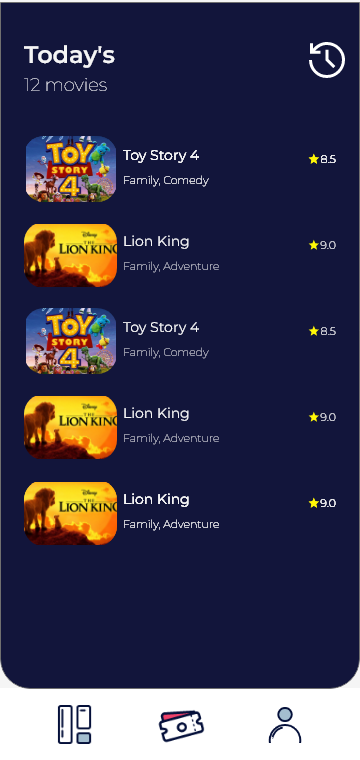 Today's
12 movies
TOY
STORY
4
Toy Story 4
8.5
Family, Comedy
Disney
THE
LION KING
Lion King
9.0
Family, Adventure
TOY
STORY
4
Toy Story 4
8.5
Family, Comedy
Disney
THE
LION KING
Lion King
9.0
Family, Adventure
Disney
THE
LION KING
Lion King
9.0
Family, Adventure